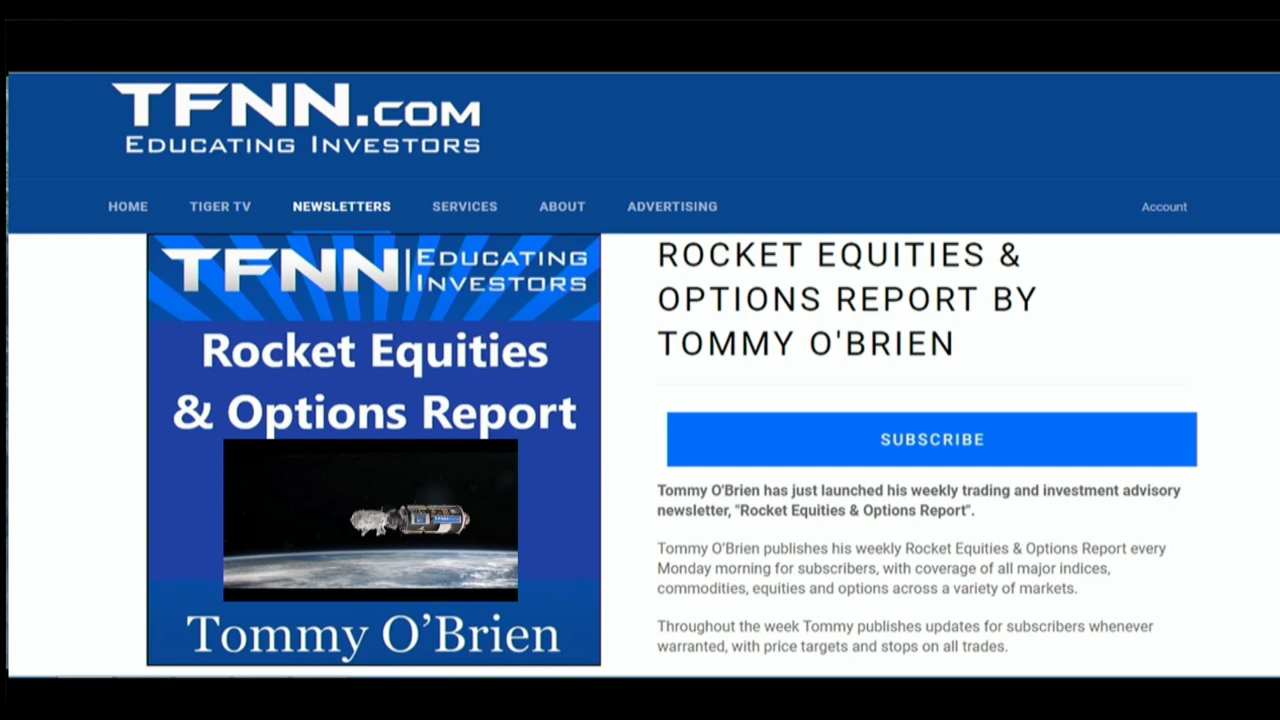 TFNN.COM
EDUCATING INVESTORS
HOME TIGER TV NEWSLETTERS SERVICES ABOUT ADVERTISING Account
TFNN EDUCATING
INVESTORS
Rocket Equities
& Options Report
TFNN
Tommy O’Brien
ROCKET EQUITIES &
OPTIONS REPORT BY
TOMMY O'BRIEN
SUBSCRIBE
Tommy O'Brien has just launched his weekly trading and investment advisory
newsletter, "Rocket Equities & Options Report".
Tommy O’Brien publishes his weekly Rocket Equities & Options Report every
Monday morning for subscribers, with coverage of all major indices,
commodities, equities and options across a variety of markets.
Throughout the week Tommy publishes updates for subscribers whenever
warranted, with price targets and stops on all trades.